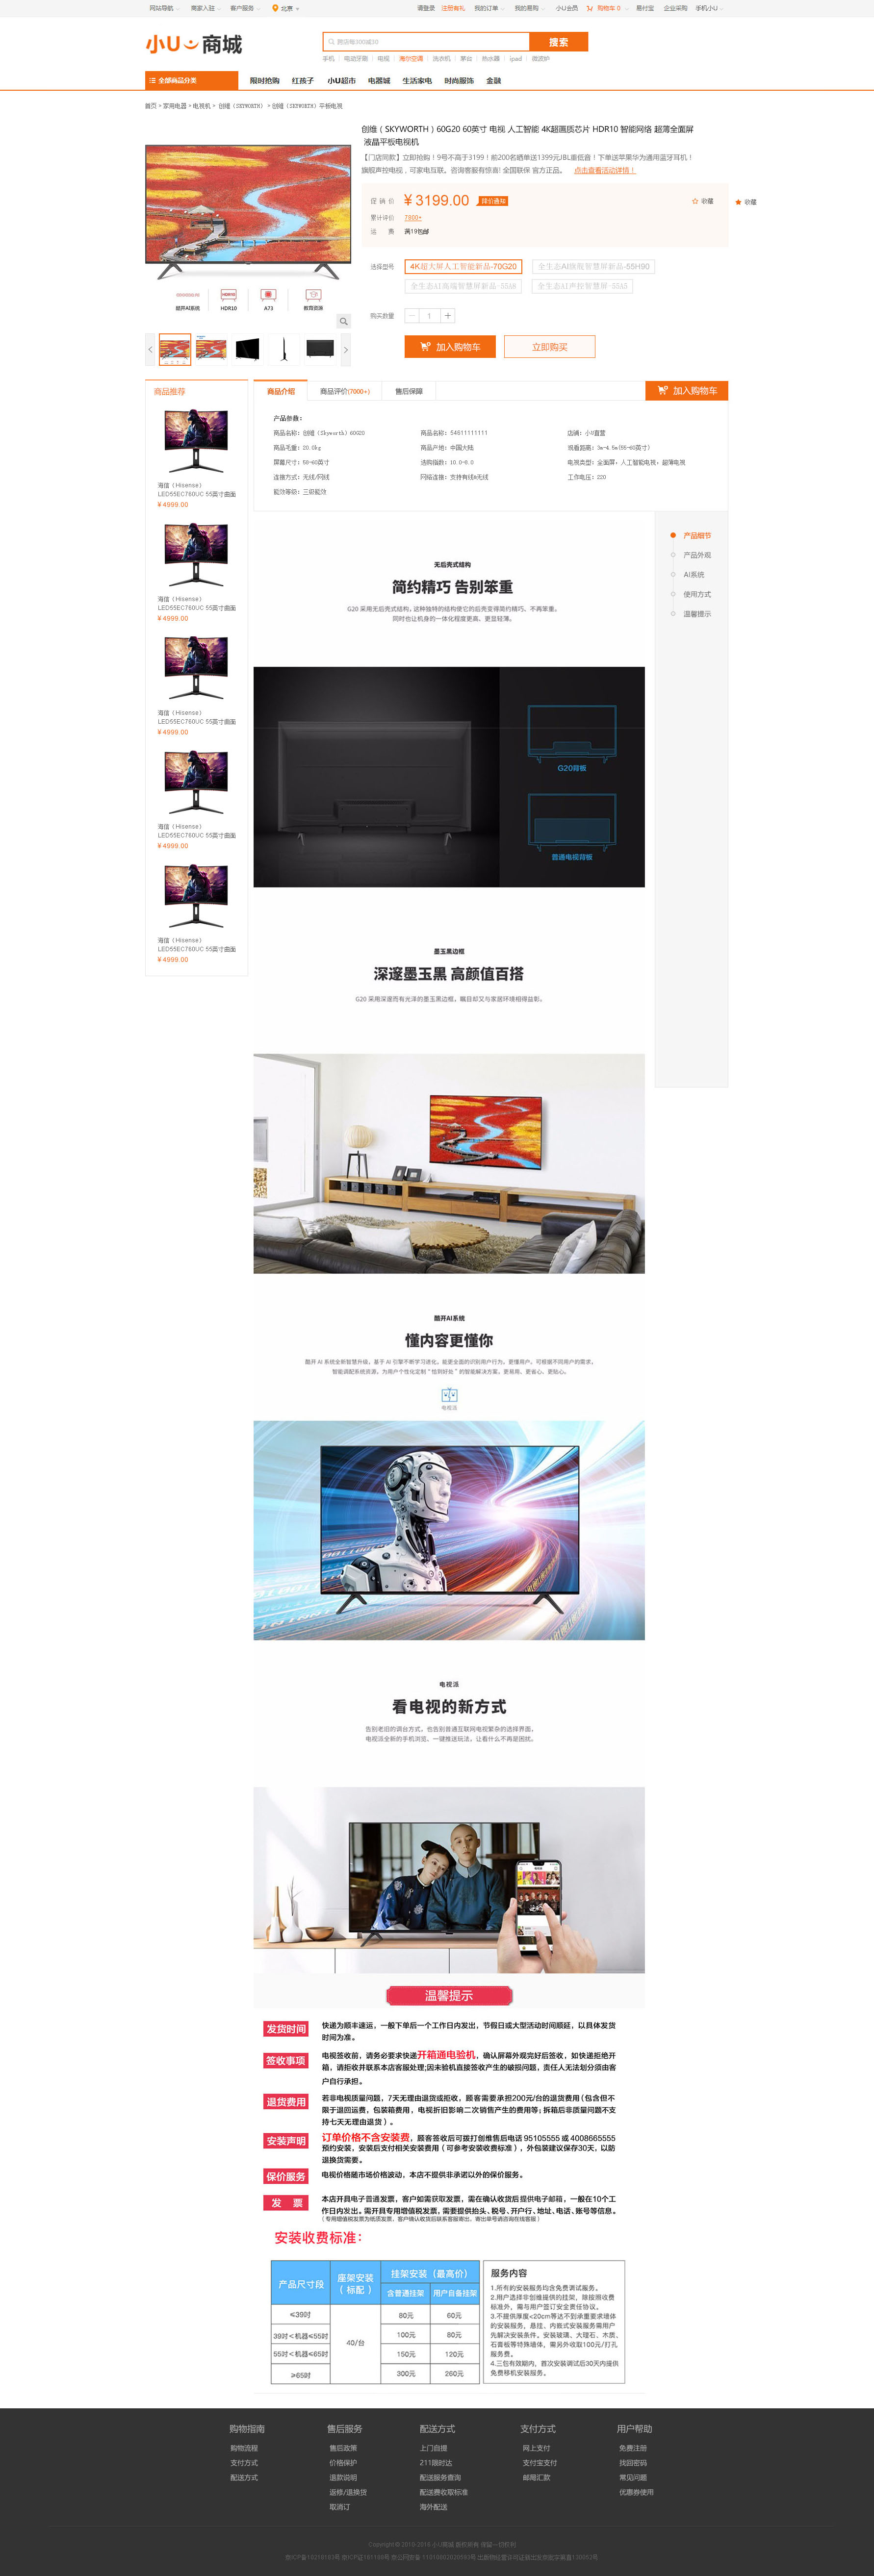 网站导航 商家入驻 客户服务 北京
请登录 注册有礼 我的订单 我的易购 小U会员 购物车 0 易付宝 企业采购 手机小U
小U商城
跨店每300减30
搜索
手机 电动牙刷 电视 海尔空调 洗衣机 茅台 热水器 ipad 微波炉
全部商品分类 限时抢购 红孩子 小U超市 电器城 生活家电 时尚服饰 金融
首页 > 家用电器 > 电视机 > 创维（SKYWORTH） > 创维（SKYWORTH）平板电视
创维（SKYWORTH）60G20 60英寸 电视 人工智能 4K超高质芯片 HDR10 智能网络 超薄全面屏
液晶平板电视机
【门店同款】立即抢购！9号不高于3199！前200名晒单送1399元JBL重低音！下单送苹果华为通用蓝牙耳机！
旗舰声控电视，可家电互联。咨询客服有惊喜! 全国联保 官方正品。 点击查看活动详情！
促 销 价 ¥ 3199.00 降价通知 收藏
收藏
累计评价 7000+
运 费 满19包邮
选择型号 4K超大屏人工智能新品-70G20 全生态AI旗舰智慧屏新品-55H90
全生态AI高端智慧屏新品-55 全生态AI声控智慧屏-55
购买数量 1
加入购物车 立即购买
酷开AI系统 HDR10 A73 教育资源
商品推荐
海信（Hisense）
LED55EC760UC 55英寸曲面
¥ 4999.00
海信（Hisense）
LED55EC760UC 55英寸曲面
¥ 4999.00
海信（Hisense）
LED55EC760UC 55英寸曲面
¥ 4999.00
海信（Hisense）
LED55EC760UC 55英寸曲面
¥ 4999.00
海信（Hisense）
LED55EC760UC 55英寸曲面
¥ 4999.00
商品介绍 商品评价(7000+) 售后保障 加入购物车
产品参数：
商品名称：创维（Skyworth）60G20 商品名称：54611111111 店铺：小U直营
商品毛重：20.0kg 商品产地：中国大陆 观看距离：3m-4.5m(55-60英寸)
屏幕尺寸：58-60英寸 选购指数：10.0-8.0 电视类型：全面屏；人工智能电视；超薄电视
连接方式：无线/网线 网络连接：支持有线&无线 工作电压：220
能效等级：三级能效
产品细节
产品外观
AI系统
使用方式
温馨提示
无后壳式结构
简约精巧 告别笨重
G20 采用无后壳式结构，这种独特的结构使它的后壳变得简约精巧、不再笨重。
同时也让机身的一体化程度更高、更显轻薄。
G20背板
普通电视背板
墨玉黑边框
深邃墨玉黑 高颜值百搭
G20 采用深邃而有光泽的墨玉黑边框，瞩目却又与家居环境相得益彰。
酷开AI系统
懂内容更懂你
酷开 AI 系统全新智慧升级，基于 AI 引擎不断学习进化，能更全面的识别用户行为，更懂用户。可根据不同用户的需求，
智能调配系统资源，为用户个性化定制“恰到好处”的智能解决方案。更易用，更省心，更贴心。
电视派
电视派
看电视的新方式
告别老旧的调台方式，也告别普通互联网电视繁杂的选择界面，
电视派全新的手机浏览、一键推送玩法，让看什么不再是困扰。
温馨提示
发货时间 快递为顺丰速运，一般下单后一个工作日内发出，节假日或大型活动时间顺延，以具体发货
时间为准。
签收事项 电视签收前，请务必要求快递开箱通电验机，确认屏幕外观完好后签收，如快递拒绝开
箱，请拒收并联系本店客服处理;因未验机直接签收产生的破损问题，责任人无法划分须由客
户自行承担。
退货费用 若非电视质量问题，7天无理由退货或拒收，顾客需要承担200元/台的退货费用（包含但不
限于退回运费，包装箱费用，电视折旧影响二次销售产生的费用等；拆箱后非质量问题不支
持七天无理由退货）。
安装声明 订单价格不含安装费，顾客签收后可拨打创维售后电话 95105555 或 4008665555
预约安装，安装后支付相关安装费用（可参考安装收费标准），外包装建议保存30天，以防
退换货需要。
保价服务 电视价格随市场价格波动，本店不提供非承诺以外的保价服务。
发 票 本店开具电子普通发票，客户如需获取发票，需在确认收货后提供电子邮箱，一般在10个工
作日内发出。需开具专用增值税发票，需要提供抬头、税号、开户行、地址、电话、账号等信息。
（专用增值税发票为纸质发票，客户确认收货后联系客服寄出，寄出单号请咨询在线客服）
安装收费标准：
产品尺寸段 座架安装（标配） 挂架安装（最高价）
含普通挂架 用户自备挂架
≤39吋 80元 60元
39吋＜机器≤55吋 100元 80元
40/台
55吋＜机器≤65吋 150元 120元
≥65吋 300元 260元
服务内容
1.所有的安装服务均含免费调试服务。
2.用户选择非创维提供的挂架，除按照收费
标准外，需与用户签订安全责任协议。
3.不提供厚度<20cm等达不到承重要求墙体
的安装服务，悬挂、内嵌式安装服务需用户
先解决安装条件。安装玻璃、大理石、木质、
石膏板等特殊墙体，需另外收取100元/打孔
服务费。
4.三包有效期内，首次安装调试后30天内提供
免费移机安装服务。
购物指南 售后服务 配送方式 支付方式 用户帮助
购物流程 售后政策 上门自提 网上支付 免费注册
支付方式 价格保护 211限时达 支付宝支付 找回密码
配送方式 退款说明 配送服务查询 邮局汇款 常见问题
返修/退换货 配送费收取标准 优惠券使用
取消订 海外配送